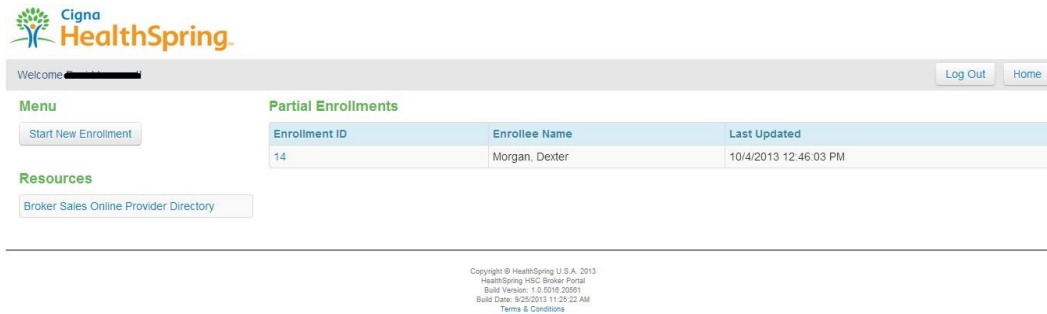 Cigna
HealthSpring
Welcome
Log Out Home
Menu
Start New Enrollment
Resources
Broker Sales Online Provider Directory
Partial Enrollments
Enrollment ID Enrollee Name Last Updated
14 Morgan, Dexter 10/4/2013 12:46:03 PM
Copyright © HealthSpring U.S.A. 2013
HealthSpring HSC Broker Portal
Build Version: 1.0.5016.20561
Build Date: 9/25/2013 11:25:22 AM
Terms & Conditions